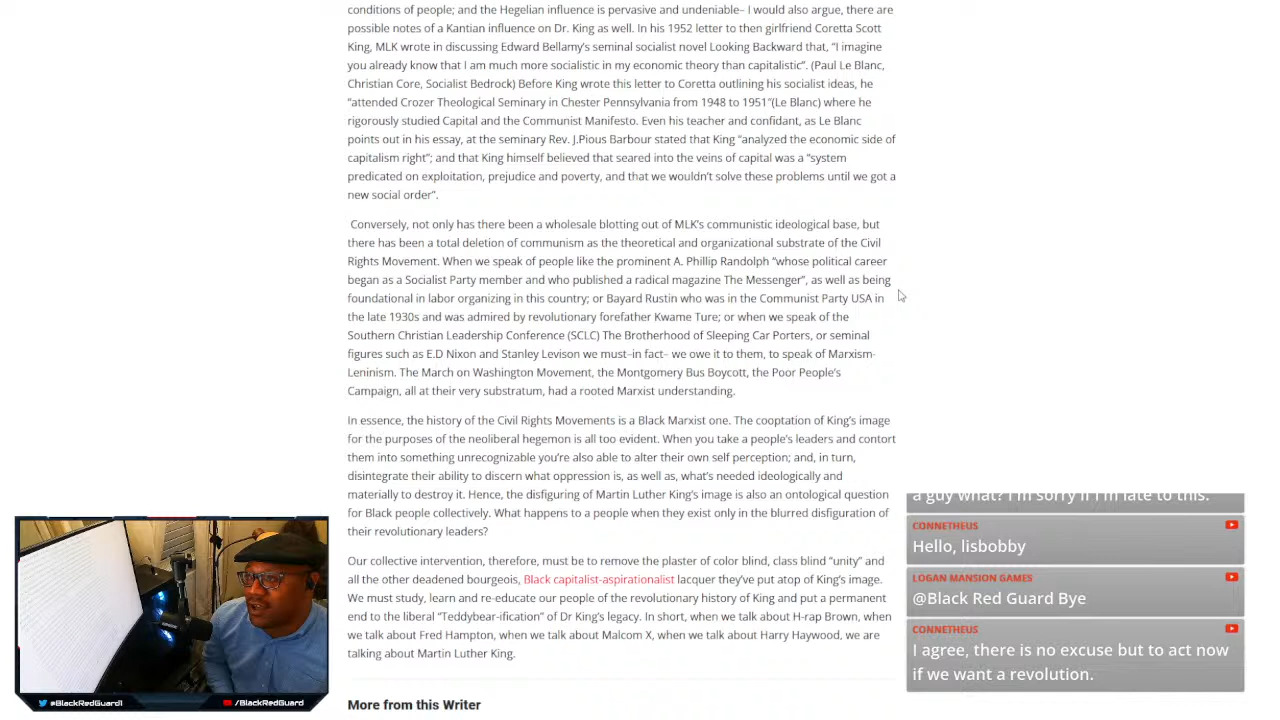 conditions of people; and the Hegelian influence is pervasive and undeniable– I would also argue, there are
possible notes of a Kantian influence on Dr. King as well. In his 1952 letter to then girlfriend Coretta Scott
King, MLK wrote in discussing Edward Bellamy's seminal socialist novel Looking Backward that, "I imagine
you already know that I am much more socialistic in my economic theory than capitalistic". (Paul Le Blanc,
Christian Core, Socialist Bedrock) Before King wrote this letter to Coretta outlining his socialist ideas, he
"attended Crozer Theological Seminary in Chester Pennsylvania from 1948 to 1951"(Le Blanc) where he
rigorously studied Capital and the Communist Manifesto. Even his teacher and confidant, as Le Blanc
points out in his essay, at the seminary Rev. J.Pious Barbour stated that King "analyzed the economic side of
capitalism right"; and that King himself believed that seared into the veins of capital was a "system
predicated on exploitation, prejudice and poverty, and that we wouldn't solve these problems until we got a
new social order".
Conversely, not only has there been a wholesale blotting out of MLK's communistic ideological base, but
there has been a total deletion of communism as the theoretical and organizational substrate of the Civil
Rights Movement. When we speak of people like the prominent A. Phillip Randolph "whose political career
began as a Socialist Party member and who published a radical magazine The Messenger", as well as being
foundational in labor organizing in this country; or Bayard Rustin who was in the Communist Party USA in
the late 1930s and was admired by revolutionary forefather Kwame Ture; or when we speak of the
Southern Christian Leadership Conference (SCLC) The Brotherhood of Sleeping Car Porters, or seminal
figures such as E.D Nixon and Stanley Levison we must–in fact– we owe it to them, to speak of Marxism-
Leninism. The March on Washington Movement, the Montgomery Bus Boycott, the Poor People's
Campaign, all at their very substratum, had a rooted Marxist understanding.
In essence, the history of the Civil Rights Movements is a Black Marxist one. The cooptation of King's image
for the purposes of the neoliberal hegemon is all too evident. When you take a people's leaders and contort
them into something unrecognizable you're also able to alter their own self perception; and, in turn,
disintegrate their ability to discern what oppression is, as well as, what's needed ideologically and
materially to destroy it. Hence, the disfiguring of Martin Luther King's image is also an ontological question
for Black people collectively. What happens to a people when they exist only in the blurred disfiguration of
their revolutionary leaders?
Our collective intervention, therefore, must be to remove the plaster of color blind, class blind "unity" and
all the other deadened bourgeois, Black capitalist-aspirationalist lacquer they've put atop of King's image.
We must study, learn and re-educate our people of the revolutionary history of King and put a permanent
end to the liberal "Teddybear-ification" of Dr King's legacy. In short, when we talk about H-rap Brown, when
we talk about Fred Hampton, when we talk about Malcom X, when we talk about Harry Haywood, we are
talking about Martin Luther King.
More from this Writer
a guy what? I'm sorry if I'm late to this.
CONNETHEUS
Hello, lisbobby
LOGAN MANSION GAMES
@Black Red Guard Bye
CONNETHEUS
I agree, there is no excuse but to act now
if we want a revolution.
@BlackRedGuard1
/BlackRedGuard